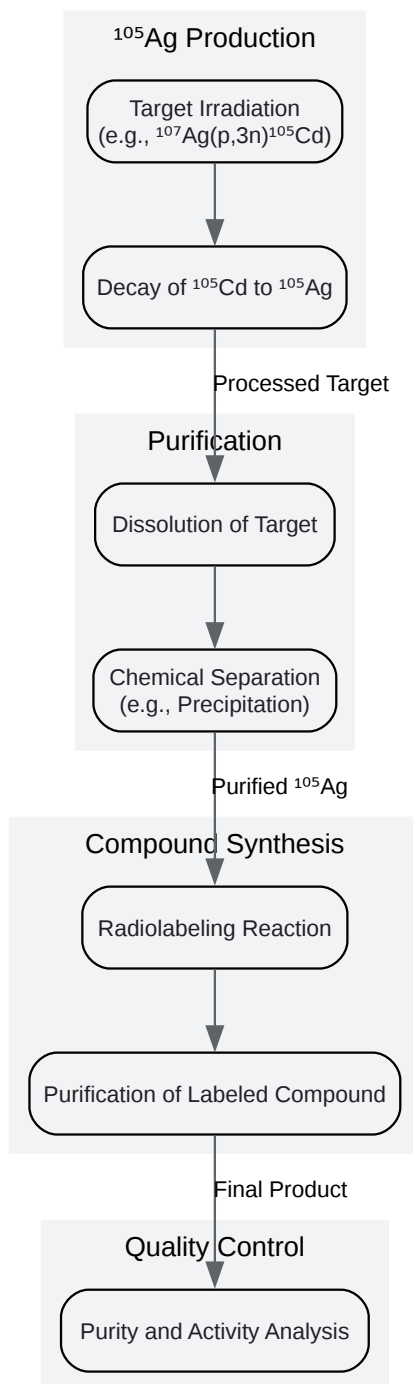 ¹⁰⁵Ag Production
Target Irradiation
(e.g., ¹⁰⁷Ag(p,3n)¹⁰⁵Cd)
Decay of ¹⁰⁵Cd to ¹⁰⁵Ag
Processed Target
Purification
Dissolution of Target
Chemical Separation
(e.g., Precipitation)
Purified ¹⁰⁵Ag
Compound Synthesis
Radiolabeling Reaction
Purification of Labeled Compound
Final Product
Quality Control
Purity and Activity Analysis